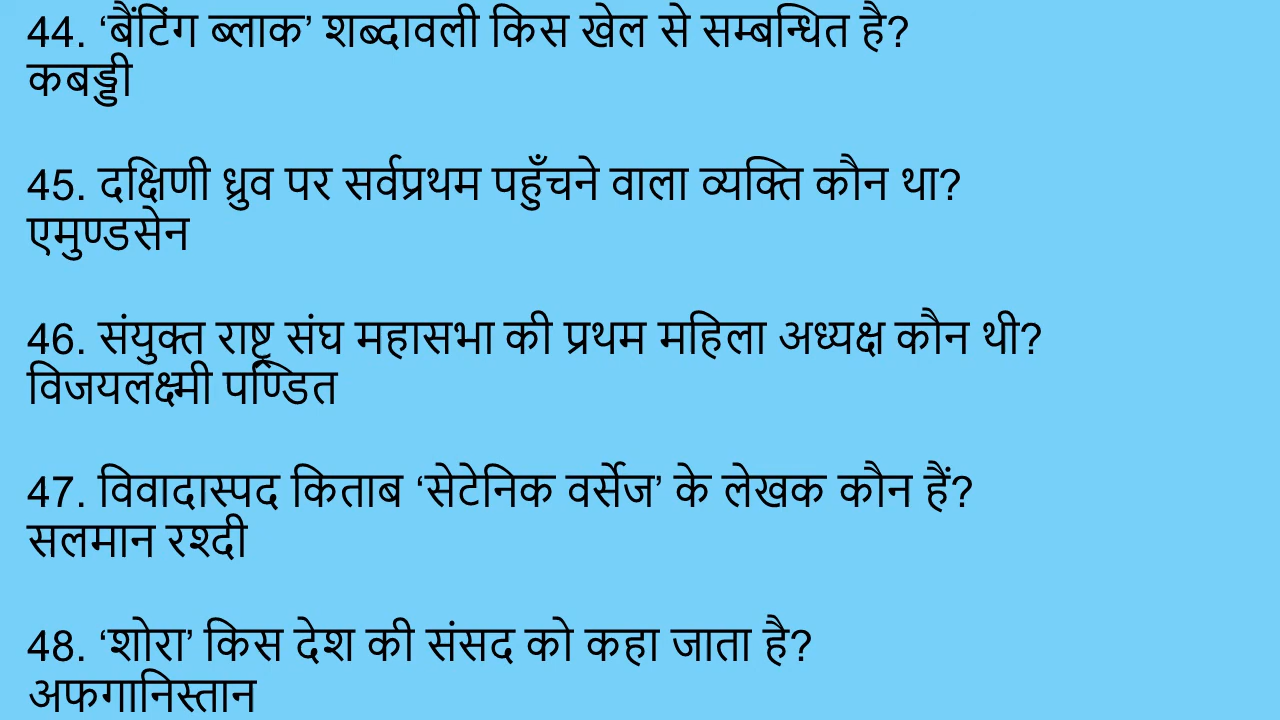 44. ‘बैंटिंग ब्लाक’ शब्दावली किस खेल से सम्बन्धित है?
कबड्डी
45. दक्षिणी ध्रुव पर सर्वप्रथम पहुँचने वाला व्यक्ति कौन था?
एमुण्डसेन
46. संयुक्त राष्ट्र संघ महासभा की प्रथम महिला अध्यक्ष कौन थी?
विजयलक्ष्मी पण्डित
47. विवादास्पद किताब ‘सेटेनिक वर्सेज’ के लेखक कौन हैं?
सलमान रश्दी
48. ‘शोरा’ किस देश की संसद को कहा जाता है?
अफगानिस्तान